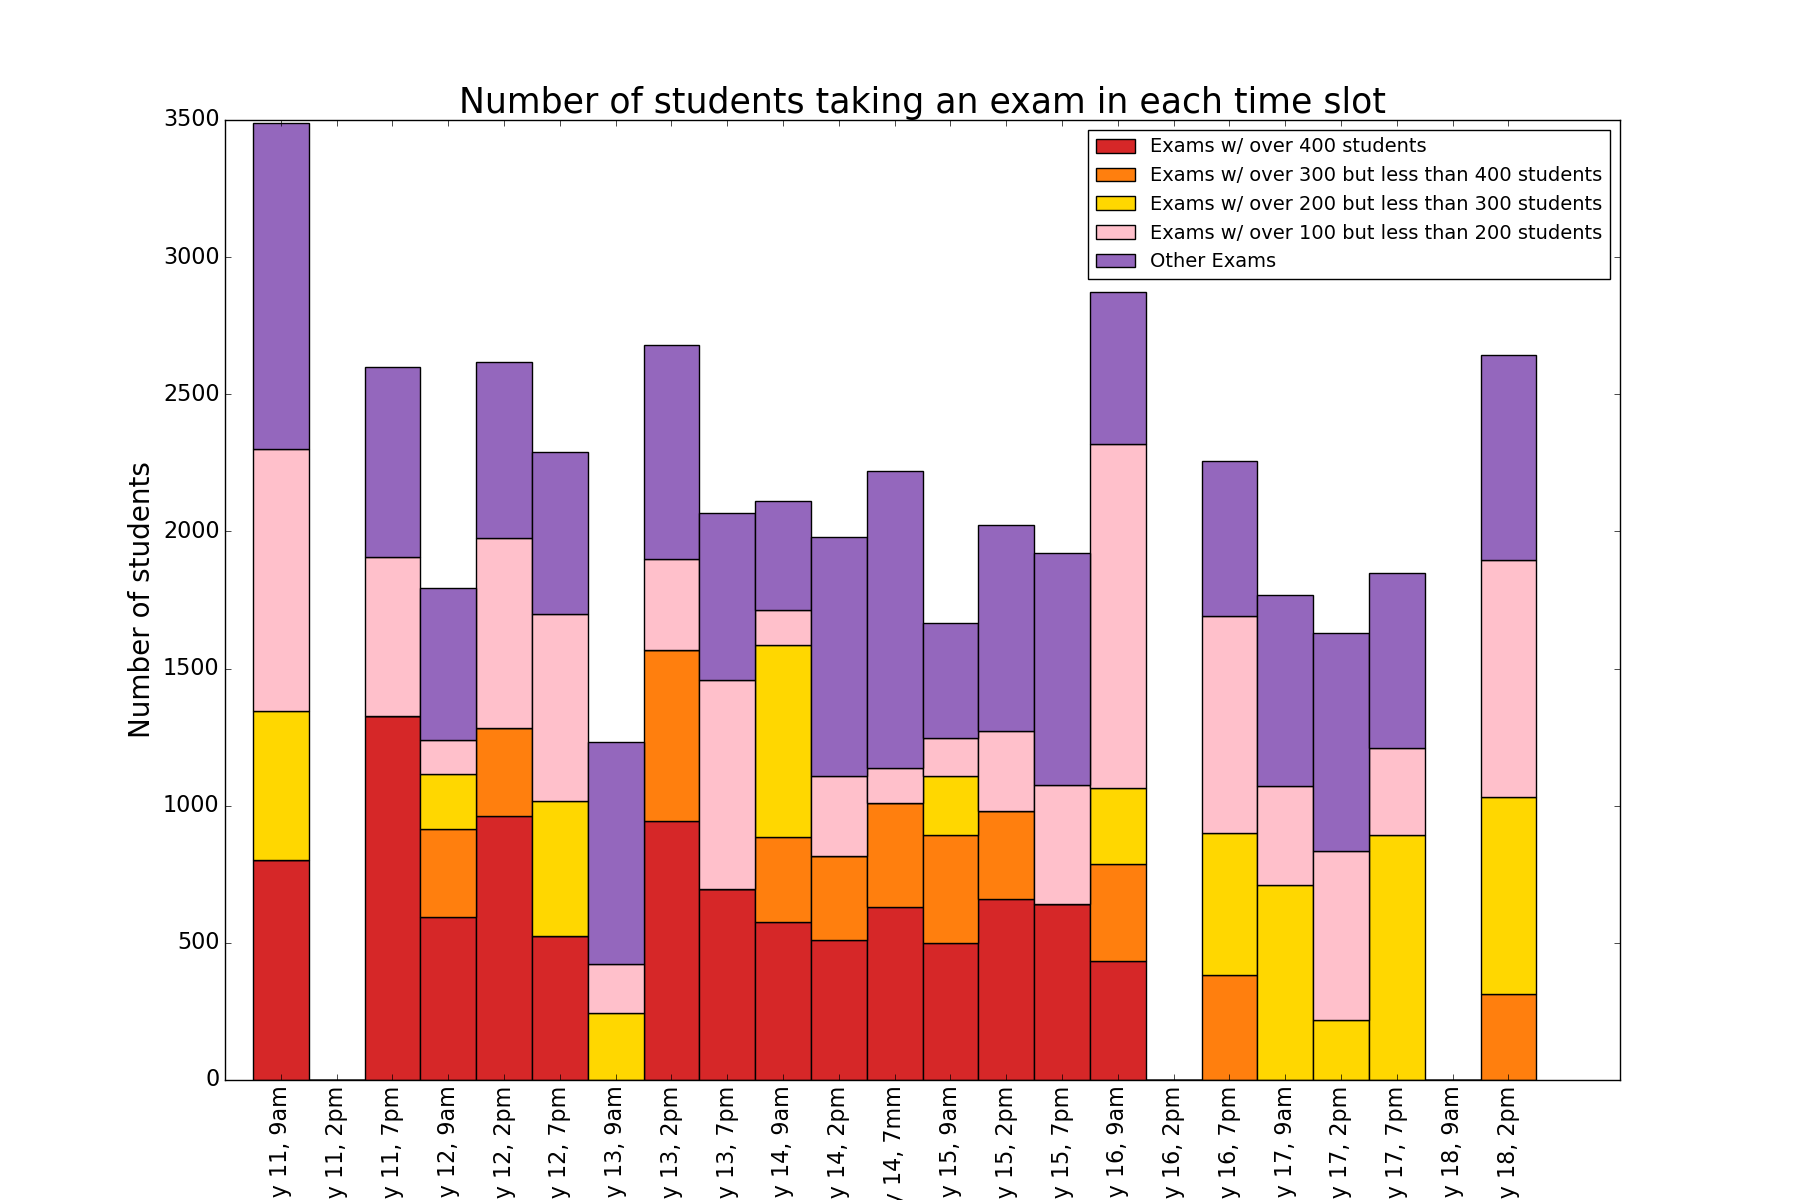 Number of students taking an exam in each time slot
Number of students
3500
3000
2500
2000
1500
1000
500
0
Exams w/ over 400 students
Exams w/ over 300 but less than 400 students
Exams w/ over 200 but less than 300 students
Exams w/ over 100 but less than 200 students
Other Exams
y 11, 9am
y 11, 2pm
y 11, 7pm
y 12, 9am
y 12, 2pm
y 12, 7pm
y 13, 9am
y 13, 2pm
y 13, 7pm
y 14, 9am
y 14, 2pm
y 14, 7mm
y 15, 9am
y 15, 2pm
y 15, 7pm
y 16, 9am
y 16, 2pm
y 16, 7pm
y 17, 9am
y 17, 2pm
y 17, 7pm
y 18, 9am
y 18, 2pm